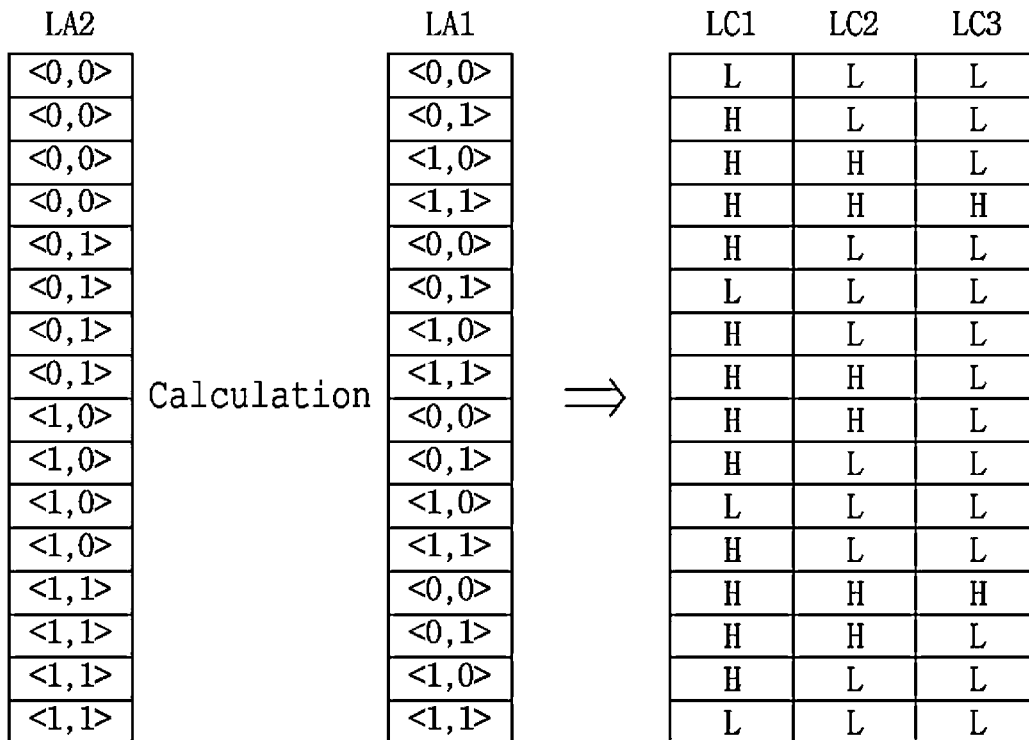 LA2 LA1 LC1 LC2 LC3
<0,0> <0,0> L L L
<0,0> <0,1> H L L
<0,0> <1,0> H H L
<0,0> <1,1> H H H
<0,1> <0,0> H L L
<0,1> <0,1> L L L
<0,1> <1,0> H L L
<0,1> <1,1> H H L
Calculation ⇒
<1,0> <0,0> H H L
<1,0> <0,1> H L L
<1,0> <1,0> L L L
<1,0> <1,1> H L L
<1,1> <0,0> H H H
<1,1> <0,1> H H L
<1,1> <1,0> H L L
<1,1> <1,1> L L L